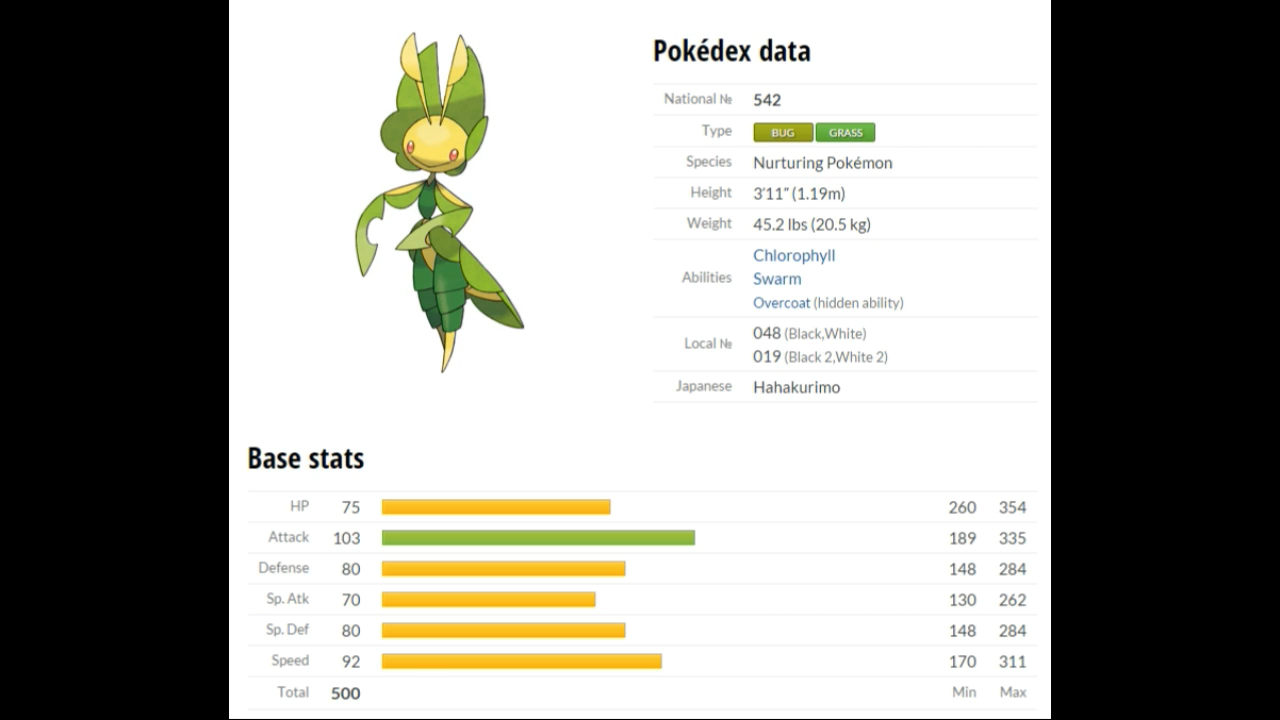 Pokédex data
National № 542
Type BUG GRASS
Species Nurturing Pokémon
Height 3'11" (1.19m)
Weight 45.2 lbs (20.5 kg)
Abilities Chlorophyll
Swarm
Overcoat (hidden ability)
Local № 048 (Black,White)
019 (Black 2,White 2)
Japanese Hahakurimo
Base stats
HP 75 260 354
Attack 103 189 335
Defense 80 148 284
Sp. Atk 70 130 262
Sp. Def 80 148 284
Speed 92 170 311
Total 500 Min Max